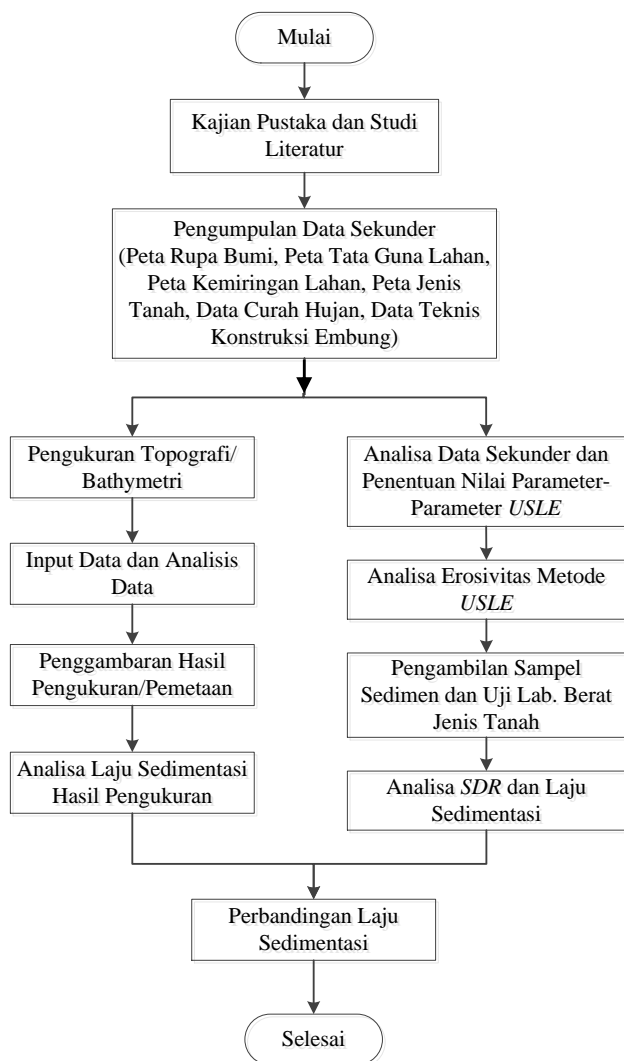 Mulai
Kajian Pustaka dan Studi
Literatur
Pengumpulan Data Sekunder
(Peta Rupa Bumi, Peta Tata Guna Lahan,
Peta Kemiringan Lahan, Peta Jenis
Tanah, Data Curah Hujan, Data Teknis
Konstruksi Embung)
Pengukuran Topografi/
Bathymetri
Input Data dan Analisis
Data
Penggambaran Hasil
Pengukuran/Pemetaan
Analisa Laju Sedimentasi
Hasil Pengukuran
Analisa Data Sekunder dan
Penentuan Nilai Parameter-
Parameter USLE
Analisa Erosivitas Metode
USLE
Pengambilan Sampel
Sedimen dan Uji Lab. Berat
Jenis Tanah
Analisa SDR dan Laju
Sedimentasi
Perbandingan Laju
Sedimentasi
Selesai